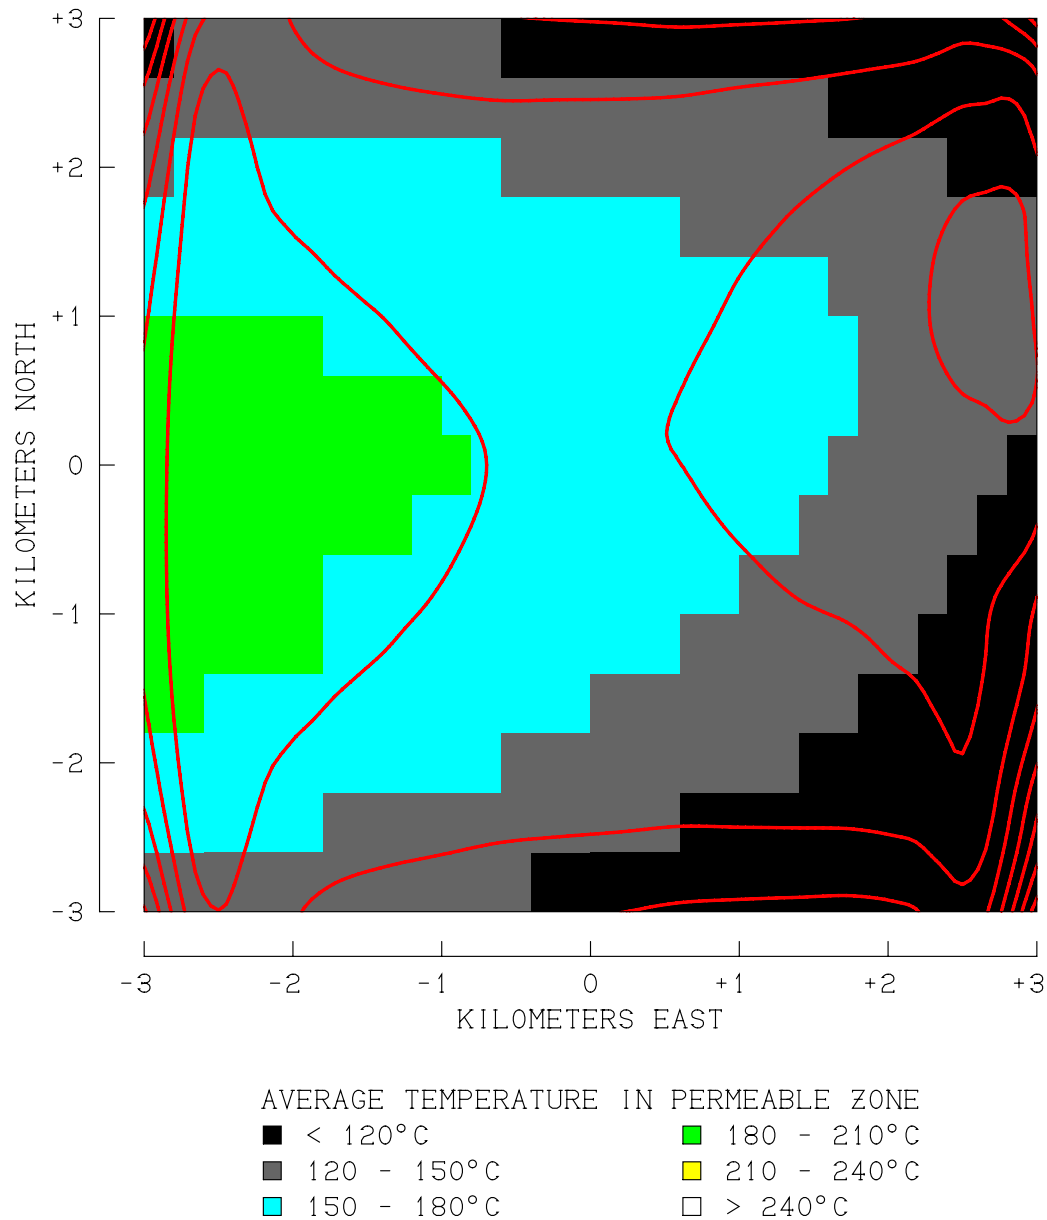 +3
+2
+1
0
-1
-2
-3
KILOMETERS NORTH
-3 -2 -1 0 +1 +2 +3
KILOMETERS EAST
AVERAGE TEMPERATURE IN PERMEABLE ZONE
< 120°C 180 - 210°C
120 - 150°C 210 - 240°C
150 - 180°C > 240°C